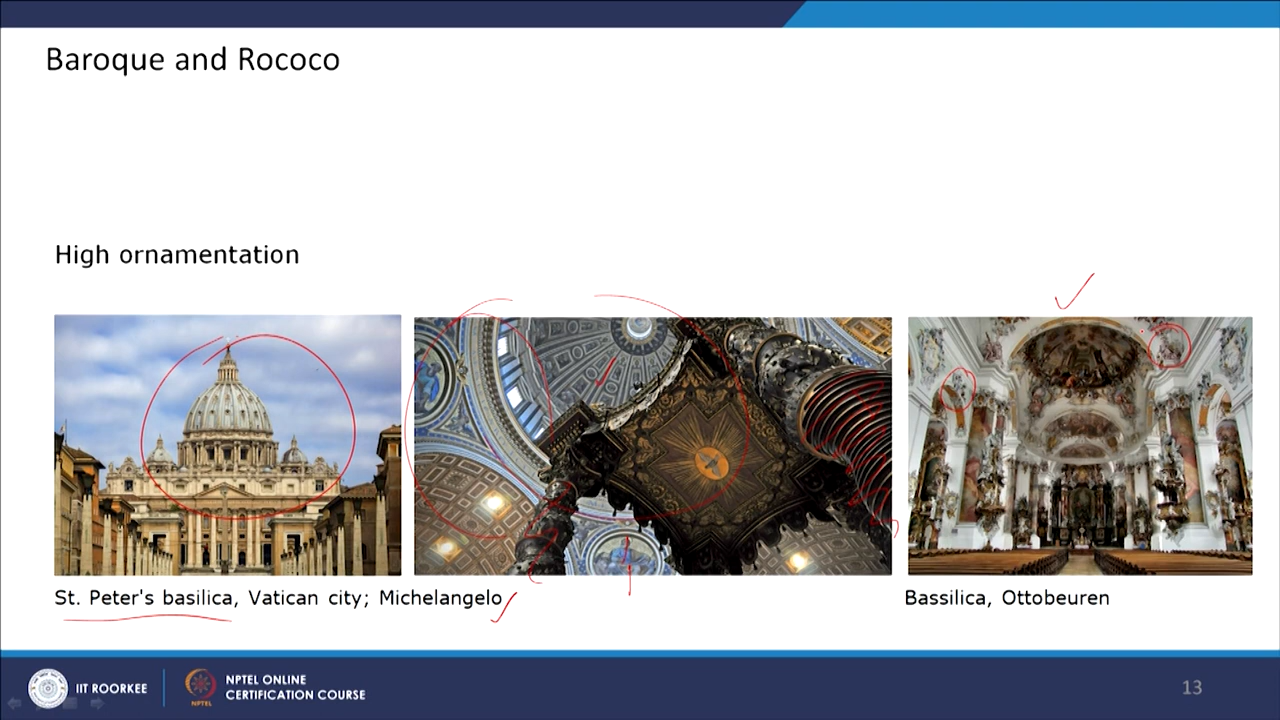 Baroque and Rococo
High ornamentation
St. Peter's basilica, Vatican city; Michelangelo
Bassilica, Ottobeuren
IIT ROORKEE
NPTEL
NPTEL ONLINE
CERTIFICATION COURSE
13